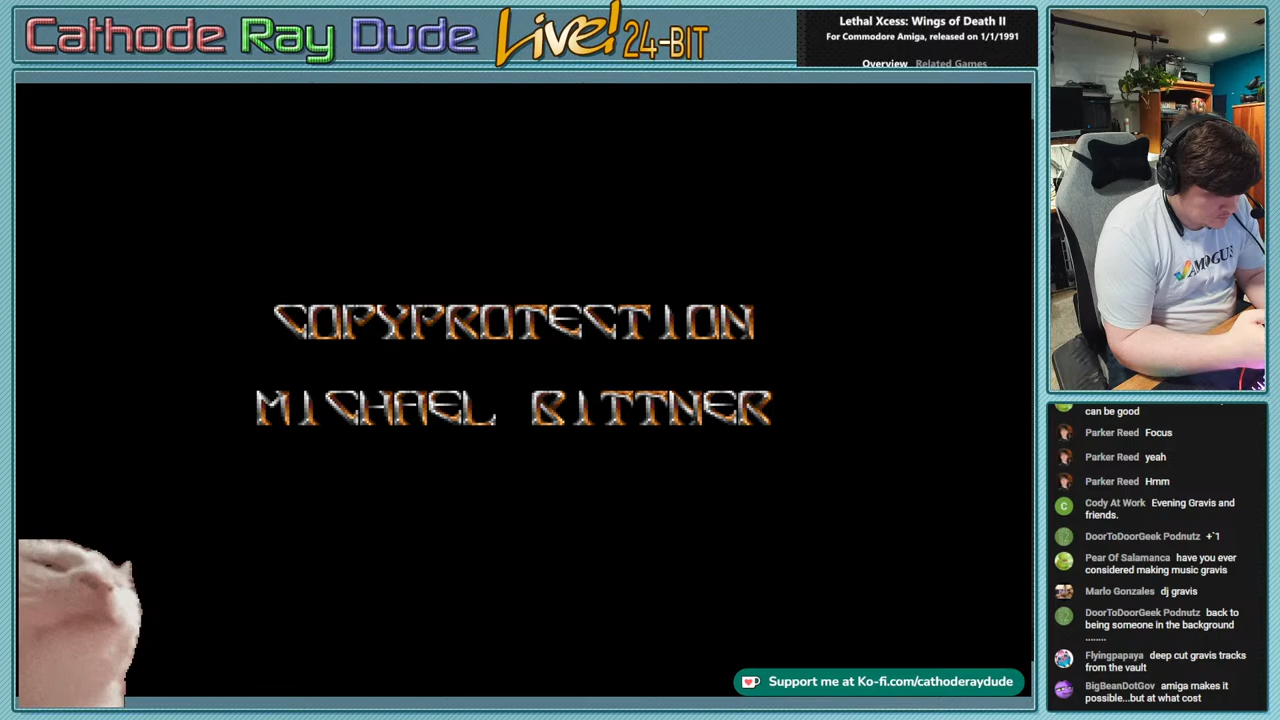 Cathode Ray Dude Live! 24-BIT
Lethal Xcess: Wings of Death II
For Commodore Amiga, released on 1/1/1991
Overview Related Games
COPYPROTECTION
MICHAEL BITTNER
AMOGUS
can be good
Parker Reed Focus
Parker Reed yeah
Parker Reed Hmm
Cody At Work Evening Gravis and
friends.
DoorToDoorGeek Podnutz +`1
Pear Of Salamanca have you ever
considered making music gravis
Marlo Gonzales dj gravis
DoorToDoorGeek Podnutz back to
being someone in the background
........
Flyingpapaya deep cut gravis tracks
from the vault
BigBeanDotGov amiga makes it
possible...but at what cost
Support me at Ko-fi.com/cathoderaydude